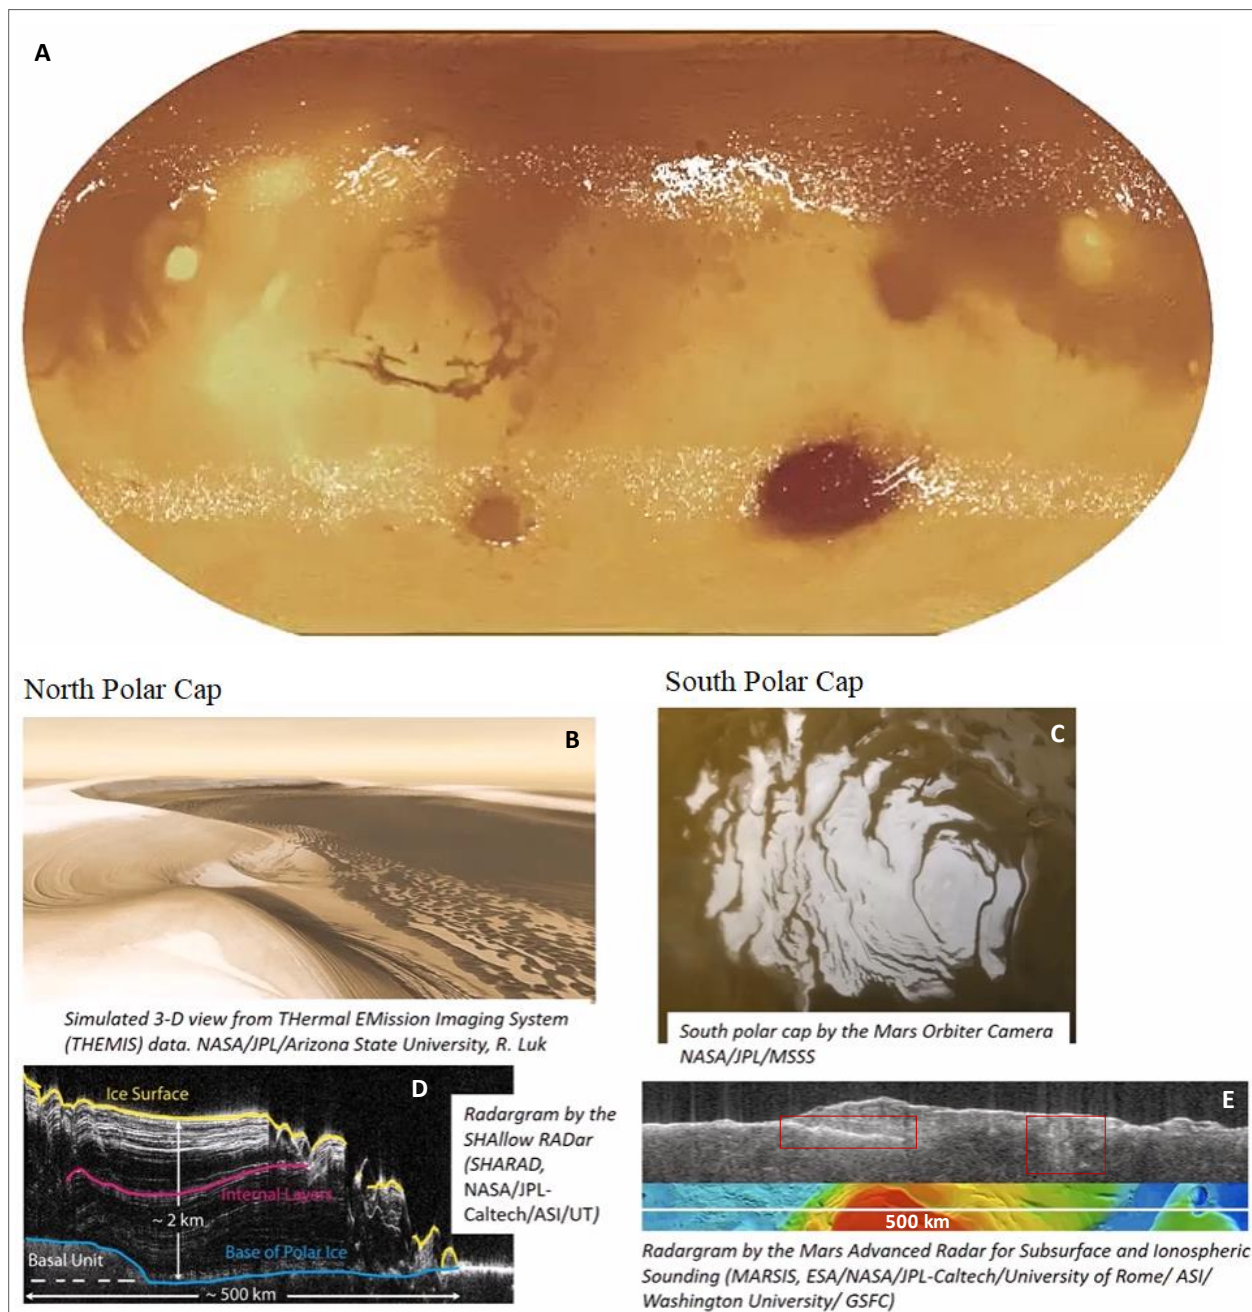 A
North Polar Cap
South Polar Cap
B
C
Simulated 3-D view from THermal EMission Imaging System
(THEMIS) data. NASA/JPL/Arizona State University, R. Luk
South polar cap by the Mars Orbiter Camera
NASA/JPL/MSSS
D
Ice Surface
Internal Layers
~ 2 km
Base of Polar Ice
Basal Unit
~ 500 km
Radargram by the
SHAllow RADar
(SHARAD,
NASA/JPL-
Caltech/ASI/UT)
E
500 km
Radargram by the Mars Advanced Radar for Subsurface and Ionospheric
Sounding (MARSIS, ESA/NASA/JPL-Caltech/University of Rome/ ASI/
Washington University/ GSFC)